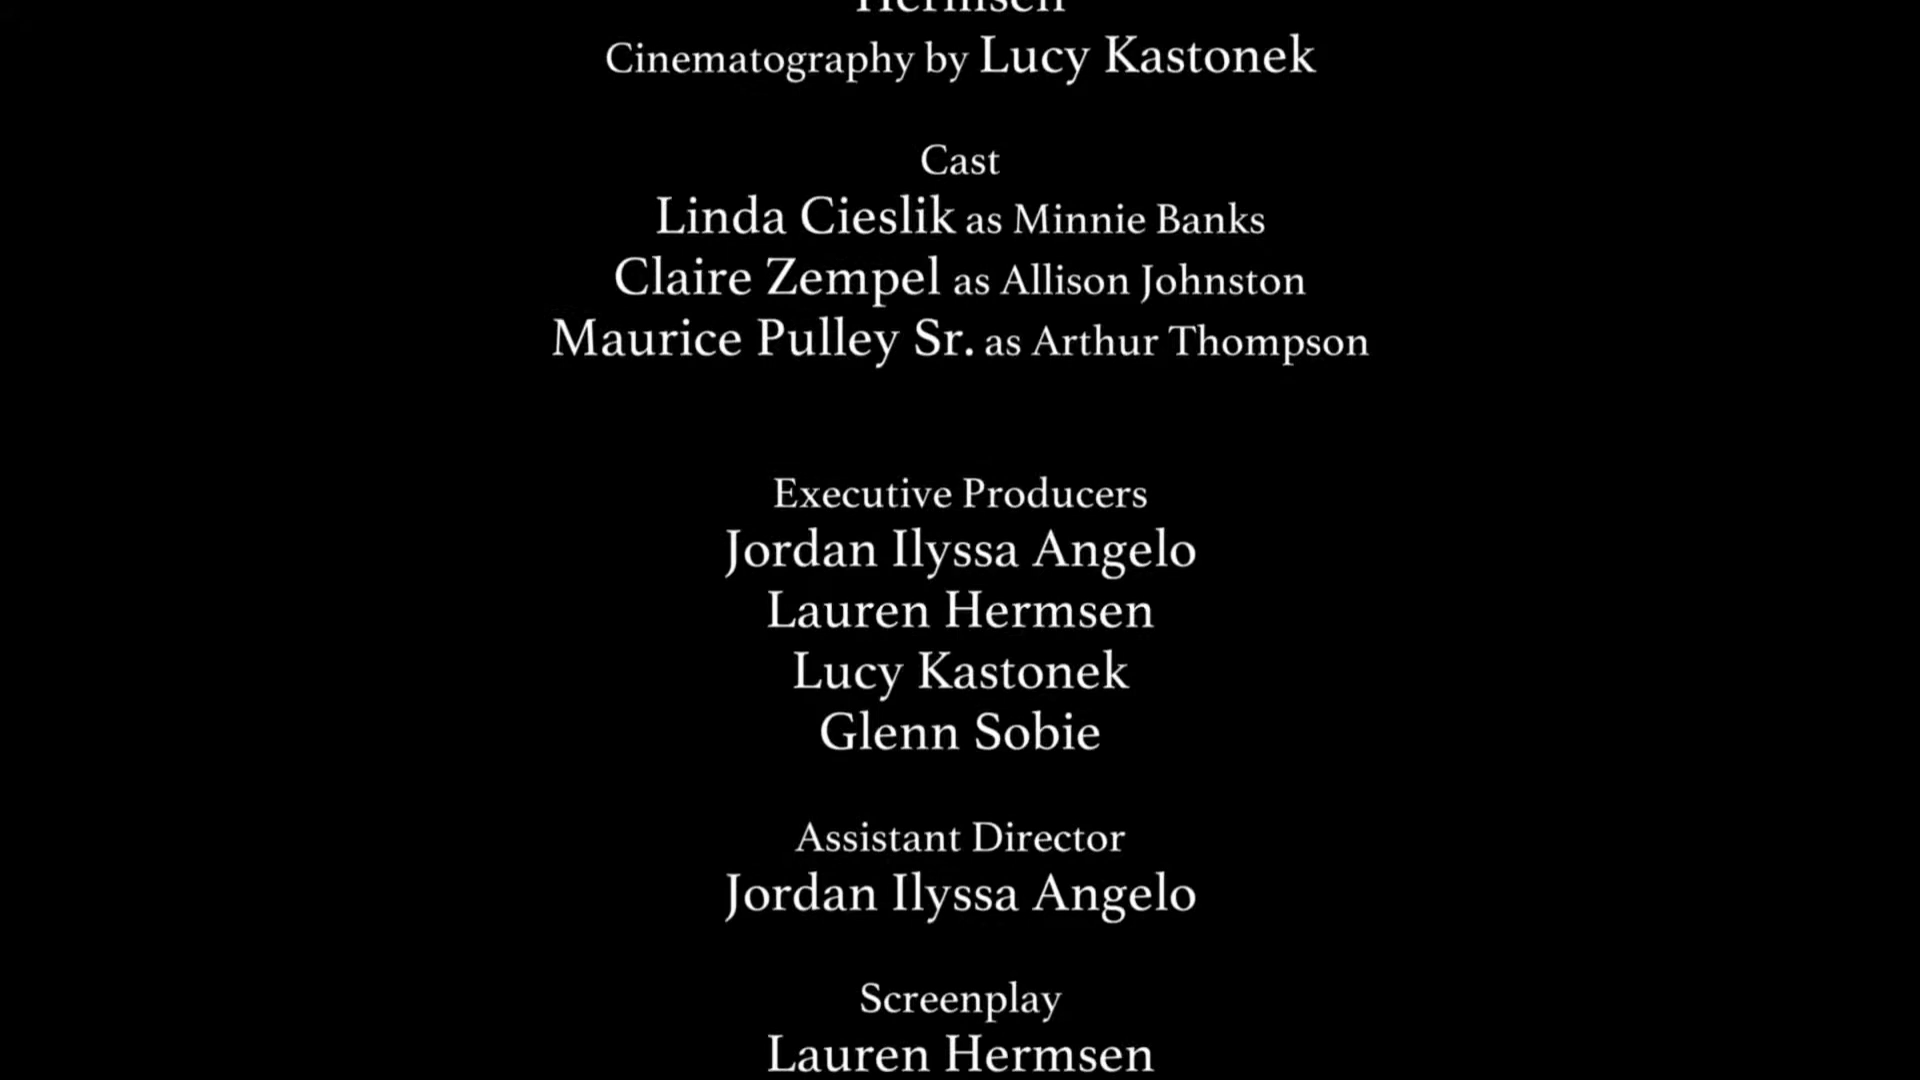 Hermsen
Cinematography by Lucy Kastonek
Cast
Linda Cieslik as Minnie Banks
Claire Zempel as Allison Johnston
Maurice Pulley Sr. as Arthur Thompson
Executive Producers
Jordan Ilyssa Angelo
Lauren Hermsen
Lucy Kastonek
Glenn Sobie
Assistant Director
Jordan Ilyssa Angelo
Screenplay
Lauren Hermsen